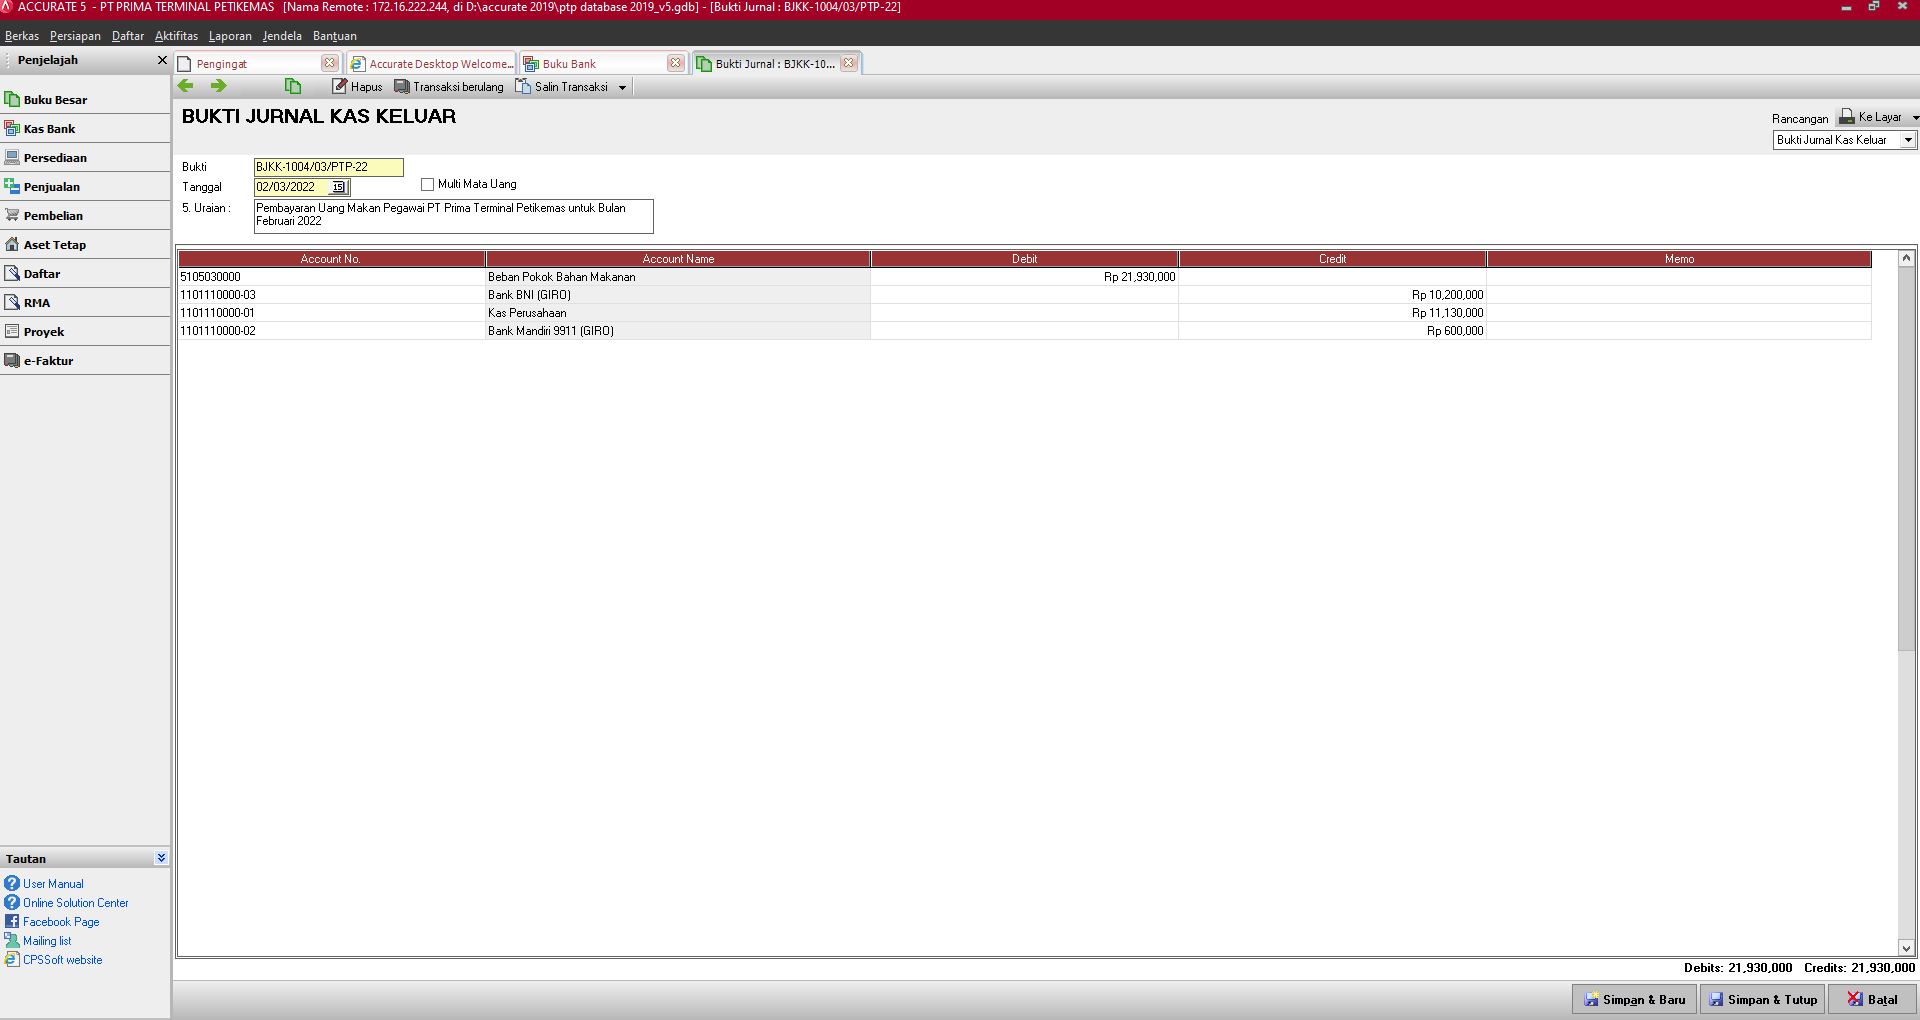 ACCURATE 5 - PT PRIMA TERMINAL PETIKEMAS [Nama Remote : 172.16.222.244, di D:\accurate 2019\ptp database 2019_v5.gdb] - [Bukti Jurnal : BJKK-1004/03/PTP-22]
Berkas Persiapan Daftar Aktifitas Laporan Jendela Bantuan
Penjelajah
Pengingat
Accurate Desktop Welcome...
Buku Bank
Bukti Jurnal : BJKK-10...
Hapus Transaksi berulang Salin Transaksi
Buku Besar
Kas Bank
Persediaan
Penjualan
Pembelian
Aset Tetap
Daftar
RMA
Proyek
e-Faktur
Tautan
User Manual
Online Solution Center
Facebook Page
Mailing list
CPSSoft website
BUKTI JURNAL KAS KELUAR
Rancangan Ke Layar
Bukti Jurnal Kas Keluar
Bukti BJKK-1004/03/PTP-22
Tanggal 02/03/2022 15 Multi Mata Uang
5. Uraian : Pembayaran Uang Makan Pegawai PT Prima Terminal Petikemas untuk Bulan
Februari 2022
Account No. Account Name Debit Credit Memo
5105030000 Beban Pokok Bahan Makanan Rp 21,930,000
1101110000-03 Bank BNI (GIRO) Rp 10,200,000
1101110000-01 Kas Perusahaan Rp 11,130,000
1101110000-02 Bank Mandiri 9911 (GIRO) Rp 600,000
Debits: 21,930,000 Credits: 21,930,000
Simpan & Baru Simpan & Tutup Batal